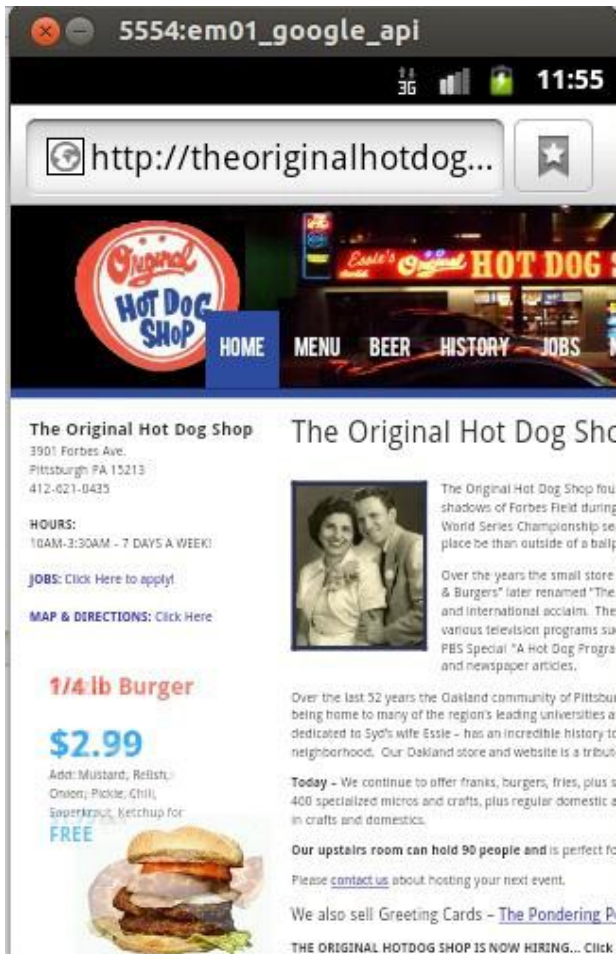 5554:em01_google_api
3G 11:55
http://theoriginalhotdog...
Original
HOT DOG
SHOP
Essie's Original HOT DOG S
HOME MENU BEER HISTORY JOBS
The Original Hot Dog Shop
3901 Forbes Ave.
Pittsburgh PA 15213
412-621-0435
HOURS:
10AM-3:30AM - 7 DAYS A WEEK!
JOBS: Click Here to apply!
MAP & DIRECTIONS: Click Here
1/4 lb Burger
$2.99
Add: Mustard, Relish,
Onion, Pickle, Chili,
Sauerkraut, Ketchup for
FREE
The Original Hot Dog Sho
The Original Hot Dog Shop fou
shadows of Forbes Field during
World Series Championship se
place be than outside of a ballp
Over the years the small store
& Burgers" later renamed "The
and international acclaim. The
various television programs su
PBS Special "A Hot Dog Progra
and newspaper articles.
Over the last 52 years the Oakland community of Pittsbur
being home to many of the region's leading universities a
dedicated to Syd's wife Essie – has an incredible history to
neighborhood. Our Oakland store and website is a tribut
Today – We continue to offer franks, burgers, fries, plus s
400 specialized micros and crafts, plus regular domestic a
in crafts and domestics.
Our upstairs room can hold 90 people and is perfect fo
Please contact us about hosting your next event.
We also sell Greeting Cards – The Pondering P
THE ORIGINAL HOTDOG SHOP IS NOW HIRING... Click